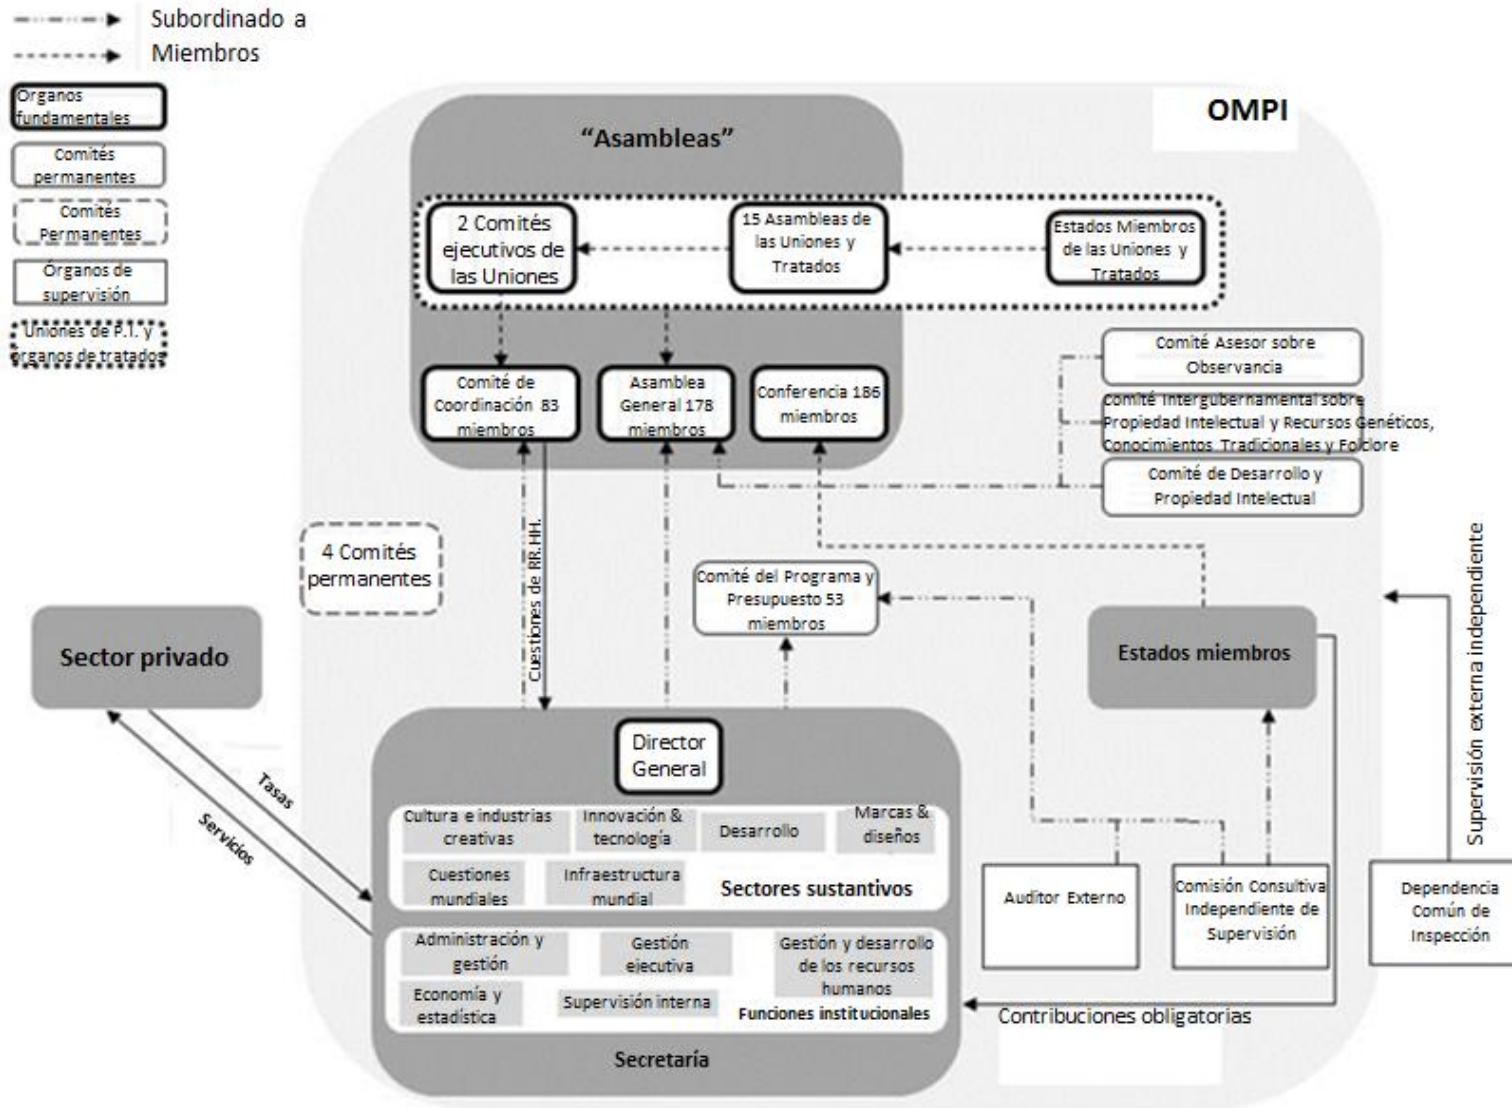 Subordinado a
Miembros
Órganos
fundamentales
Comités
permanentes
Comités
Permanentes
Órganos de
supervisión
Uniones de P.I. y
órganos de tratados
OMPI
“Asambleas”
2 Comités
ejecutivos de
las Uniones
15 Asambleas de
las Uniones y
Tratados
Estados Miembros
de las Uniones y
Tratados
Comité de
Coordinación 83
miembros
Asamblea
General 178
miembros
Conferencia 186
miembros
Comité Asesor sobre
Observancia
Comité Intergubernamental sobre
Propiedad Intelectual y Recursos Genéticos,
Conocimientos Tradicionales y Folclore
Comité de Desarrollo y
Propiedad Intelectual
4 Comités
permanentes
Cuestiones de RR.HH.
Comité del Programa y
Presupuesto 53
miembros
Estados miembros
Supervisión externa independiente
Sector privado
Tasas
Servicios
Director
General
Cultura e industrias
creativas
Innovación &
tecnología
Desarrollo
Marcas &
diseños
Cuestiones
mundiales
Infraestructura
mundial
Sectores sustantivos
Administración y
gestión
Gestión
ejecutiva
Gestión y desarrollo
de los recursos
humanos
Economía y
estadística
Supervisión interna
Funciones institucionales
Secretaría
Auditor Externo
Comisión Consultiva
Independiente de
Supervisión
Dependencia
Común de
Inspección
Contribuciones obligatorias